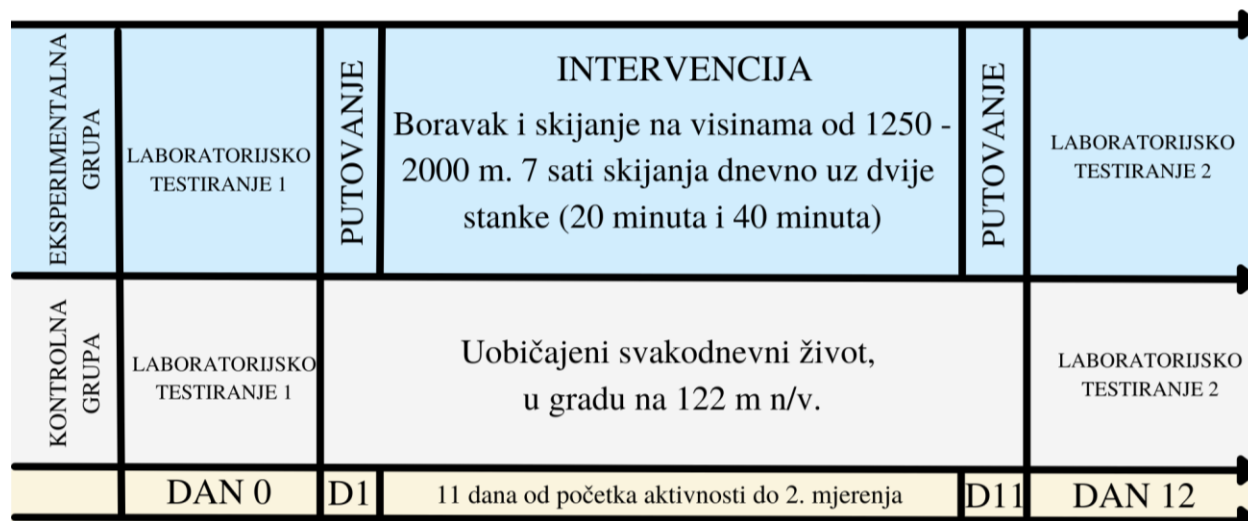 EKSPERIMENTALNA
GRUPA
LABORATORIJSKO
TESTIRANJE 1
PUTOVANJE
INTERVENCIJA
Boravak i skijanje na visinama od 1250 -
2000 m. 7 sati skijanja dnevno uz dvije
stanke (20 minuta i 40 minuta)
PUTOVANJE
LABORATORIJSKO
TESTIRANJE 2
KONTROLNA
GRUPA
LABORATORIJSKO
TESTIRANJE 1
Uobičajeni svakodnevni život,
u gradu na 122 m n/v.
LABORATORIJSKO
TESTIRANJE 2
DAN 0
D1
11 dana od početka aktivnosti do 2. mjerenja
D11
DAN 12